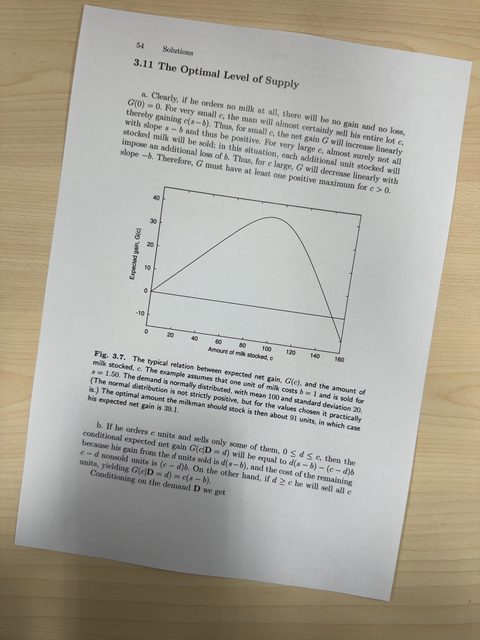 54 Solutions
3.11 The Optimal Level of Supply
a. Clearly, if he orders no milk at all, there will be no gain and no loss,
G(0) = 0. For very small c, the man will almost certainly sell his entire lot c,
thereby gaining c(s − b). Thus, for small c, the net gain G will increase linearly
with slope s − b and thus be positive. For very large c, almost surely not all
stocked milk will be sold; in this situation, each additional unit stocked will
impose an additional loss of b. Thus, for c large, G will decrease linearly with
slope −b. Therefore, G must have at least one positive maximum for c > 0.
40
30
20
10
0
-10
Expected gain, G(c)
0 20 40 60 80 100 120 140 160
Amount of milk stocked, c
Fig. 3.7. The typical relation between expected net gain, G(c), and the amount of
milk stocked, c. The example assumes that one unit of milk costs b = 1 and is sold for
s = 1.50. The demand is normally distributed, with mean 100 and standard deviation 20.
(The normal distribution is not strictly positive, but for the values chosen it practically
is.) The optimal amount the milkman should stock is then about 91 units, in which case
his expected net gain is 39.1.
b. If he orders c units and sells only some of them, 0 ≤ d ≤ c, then the
conditional expected net gain G(c|D = d) will be equal to d(s − b) − (c − d)b
because his gain from the d units sold is d(s − b), and the cost of the remaining
c − d nonsold units is (c − d)b. On the other hand, if d ≥ c he will sell all c
units, yielding G(c|D = d) = c(s − b).
Conditioning on the demand D we get